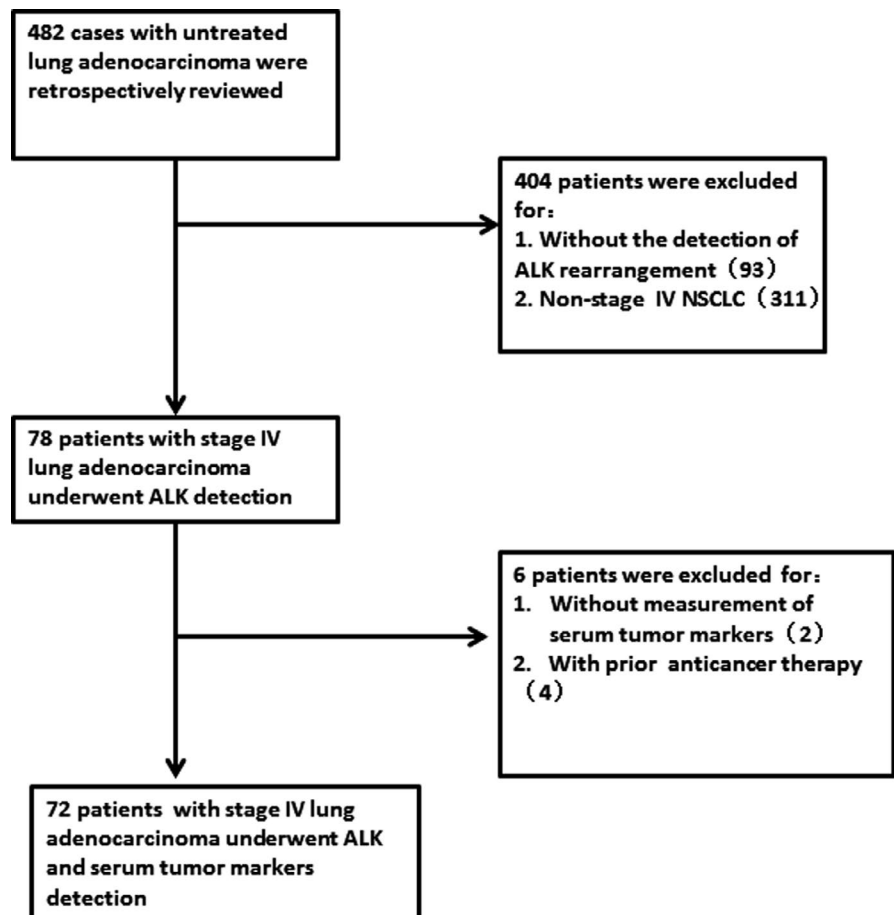 482 cases with untreated
lung adenocarcinoma were
retrospectively reviewed
404 patients were excluded
for：
1. Without the detection of
ALK rearrangement（93）
2. Non-stage IV NSCLC（311）
78 patients with stage IV
lung adenocarcinoma
underwent ALK detection
6 patients were excluded for：
1. Without measurement of
serum tumor markers（2）
2. With prior anticancer therapy
（4）
72 patients with stage IV lung
adenocarcinoma underwent ALK
and serum tumor markers
detection